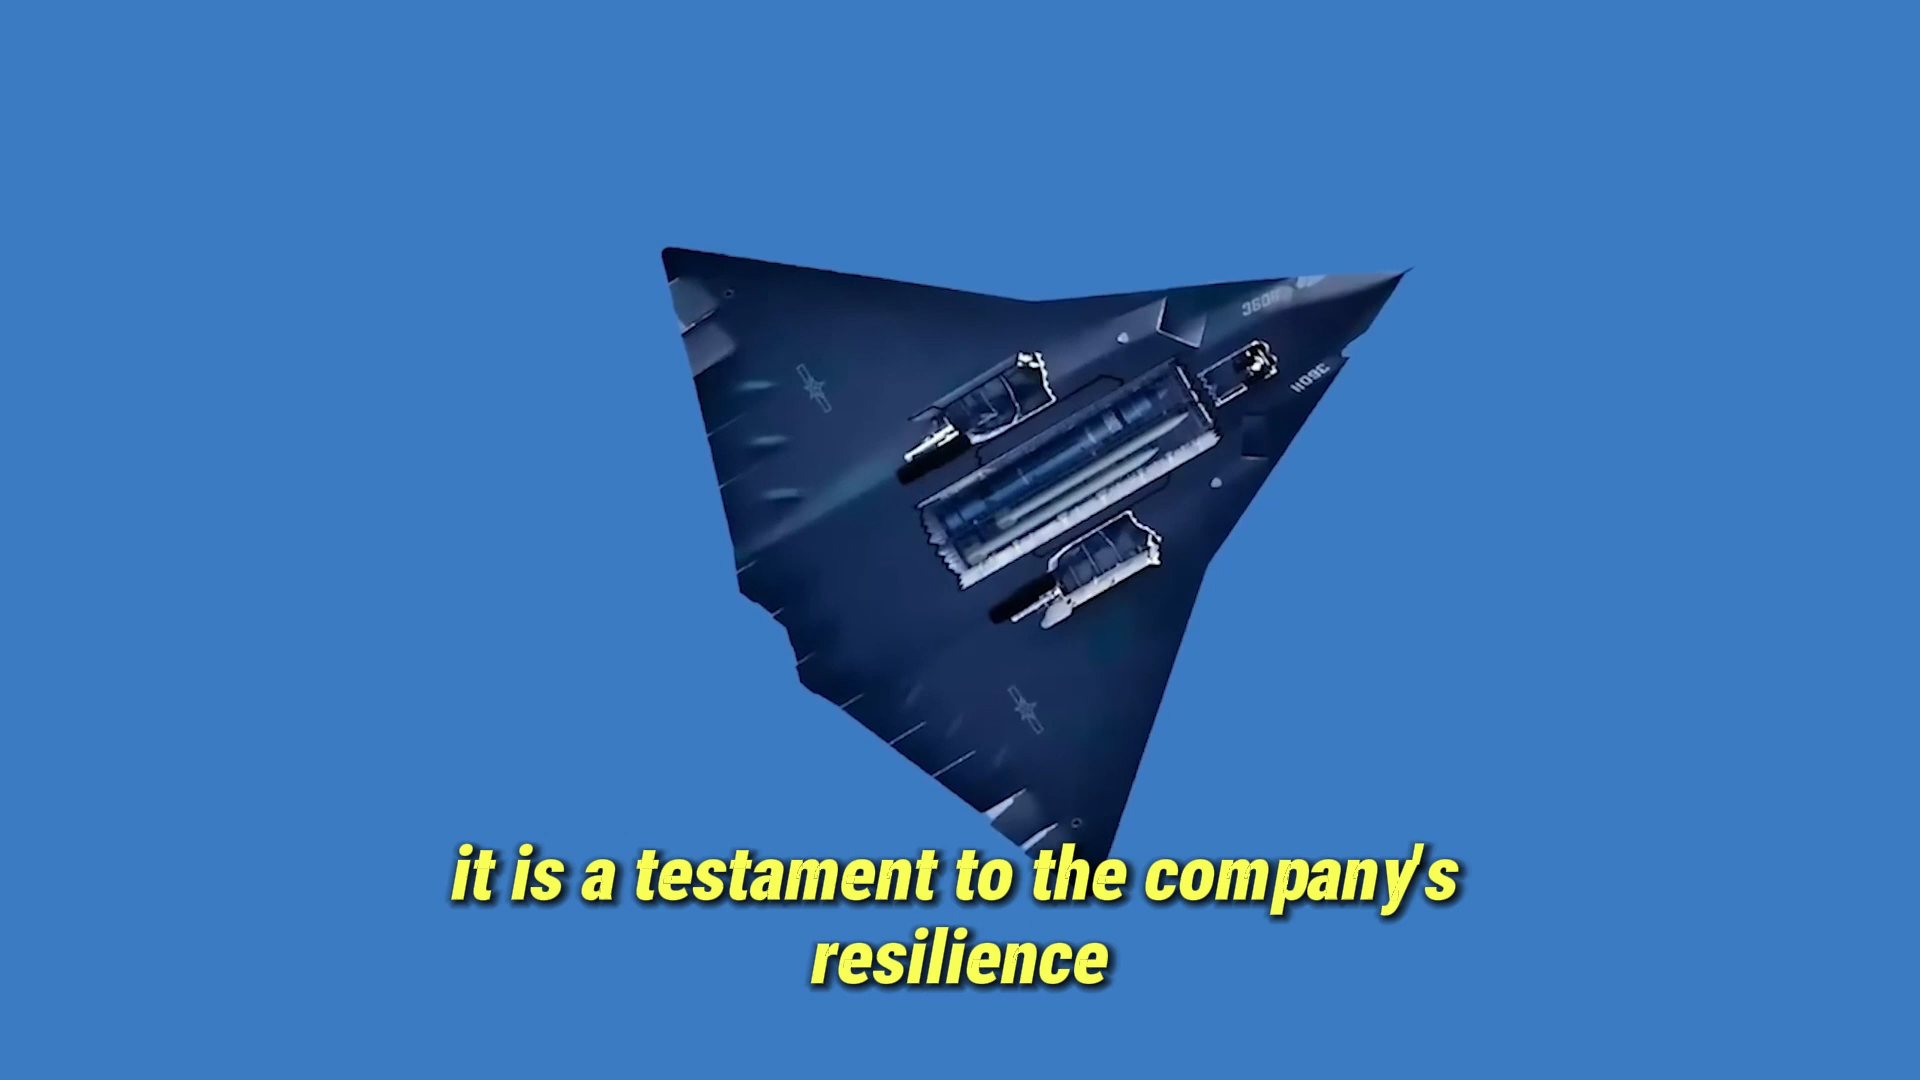 it is a testament to the company's
resilience